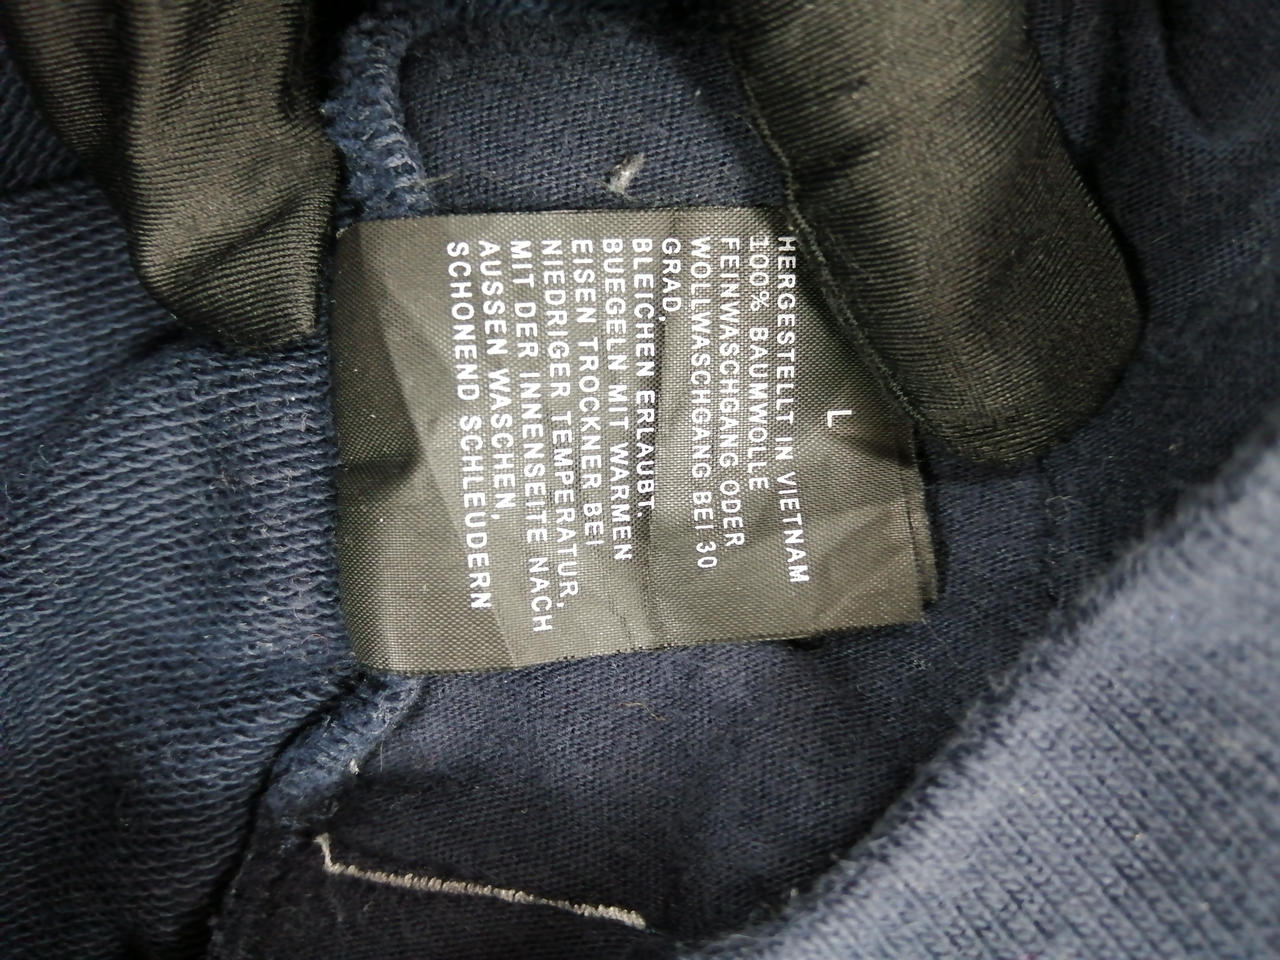 L
HERGESTELLT IN VIETNAM
100% BAUMWOLLE
FEINWASCHGANG ODER
WOLLWASCHGANG BEI 30
GRAD,
BLEICHEN ERLAUBT,
BUEGELN MIT WARMEN
EISEN TROCKNER BEI
NIEDRIGER TEMPERATUR,
MIT DER INNENSEITE NACH
AUSSEN WASCHEN,
SCHONEND SCHLEUDERN